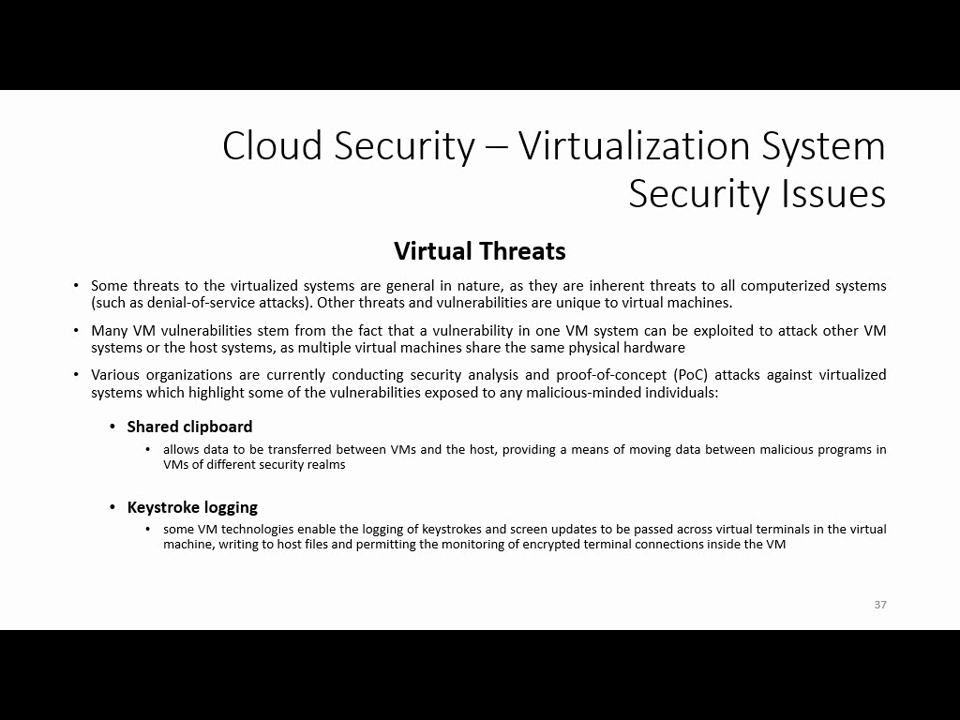 Cloud Security – Virtualization System
Security Issues
Virtual Threats
• Some threats to the virtualized systems are general in nature, as they are inherent threats to all computerized systems
(such as denial-of-service attacks). Other threats and vulnerabilities are unique to virtual machines.
• Many VM vulnerabilities stem from the fact that a vulnerability in one VM system can be exploited to attack other VM
systems or the host systems, as multiple virtual machines share the same physical hardware
• Various organizations are currently conducting security analysis and proof-of-concept (PoC) attacks against virtualized
systems which highlight some of the vulnerabilities exposed to any malicious-minded individuals:
• Shared clipboard
• allows data to be transferred between VMs and the host, providing a means of moving data between malicious programs in
VMs of different security realms
• Keystroke logging
• some VM technologies enable the logging of keystrokes and screen updates to be passed across virtual terminals in the virtual
machine, writing to host files and permitting the monitoring of encrypted terminal connections inside the VM
37